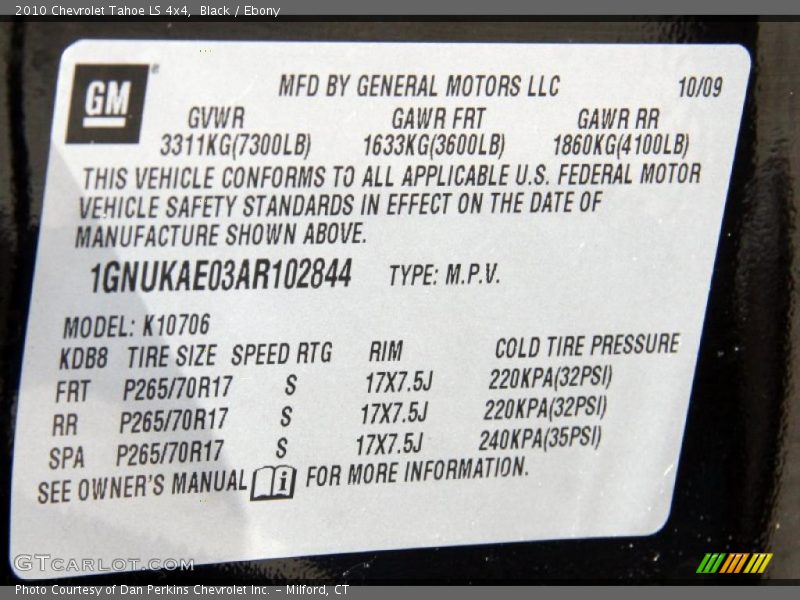 2010 Chevrolet Tahoe LS 4x4, Black / Ebony
GM
MFD BY GENERAL MOTORS LLC 10/09
GVWR GAWR FRT GAWR RR
3311KG(7300LB) 1633KG(3600LB) 1860KG(4100LB)
THIS VEHICLE CONFORMS TO ALL APPLICABLE U.S. FEDERAL MOTOR
VEHICLE SAFETY STANDARDS IN EFFECT ON THE DATE OF
MANUFACTURE SHOWN ABOVE.
1GNUKAE03AR102844 TYPE: M.P.V.
MODEL: K10706
KDB8 TIRE SIZE SPEED RTG RIM COLD TIRE PRESSURE
FRT P265/70R17 S 17X7.5J 220KPA(32PSI)
RR P265/70R17 S 17X7.5J 220KPA(32PSI)
SPA P265/70R17 S 17X7.5J 240KPA(35PSI)
SEE OWNER'S MANUAL i FOR MORE INFORMATION.
GTCARLOT.COM
Photo Courtesy of Dan Perkins Chevrolet Inc. - Milford, CT